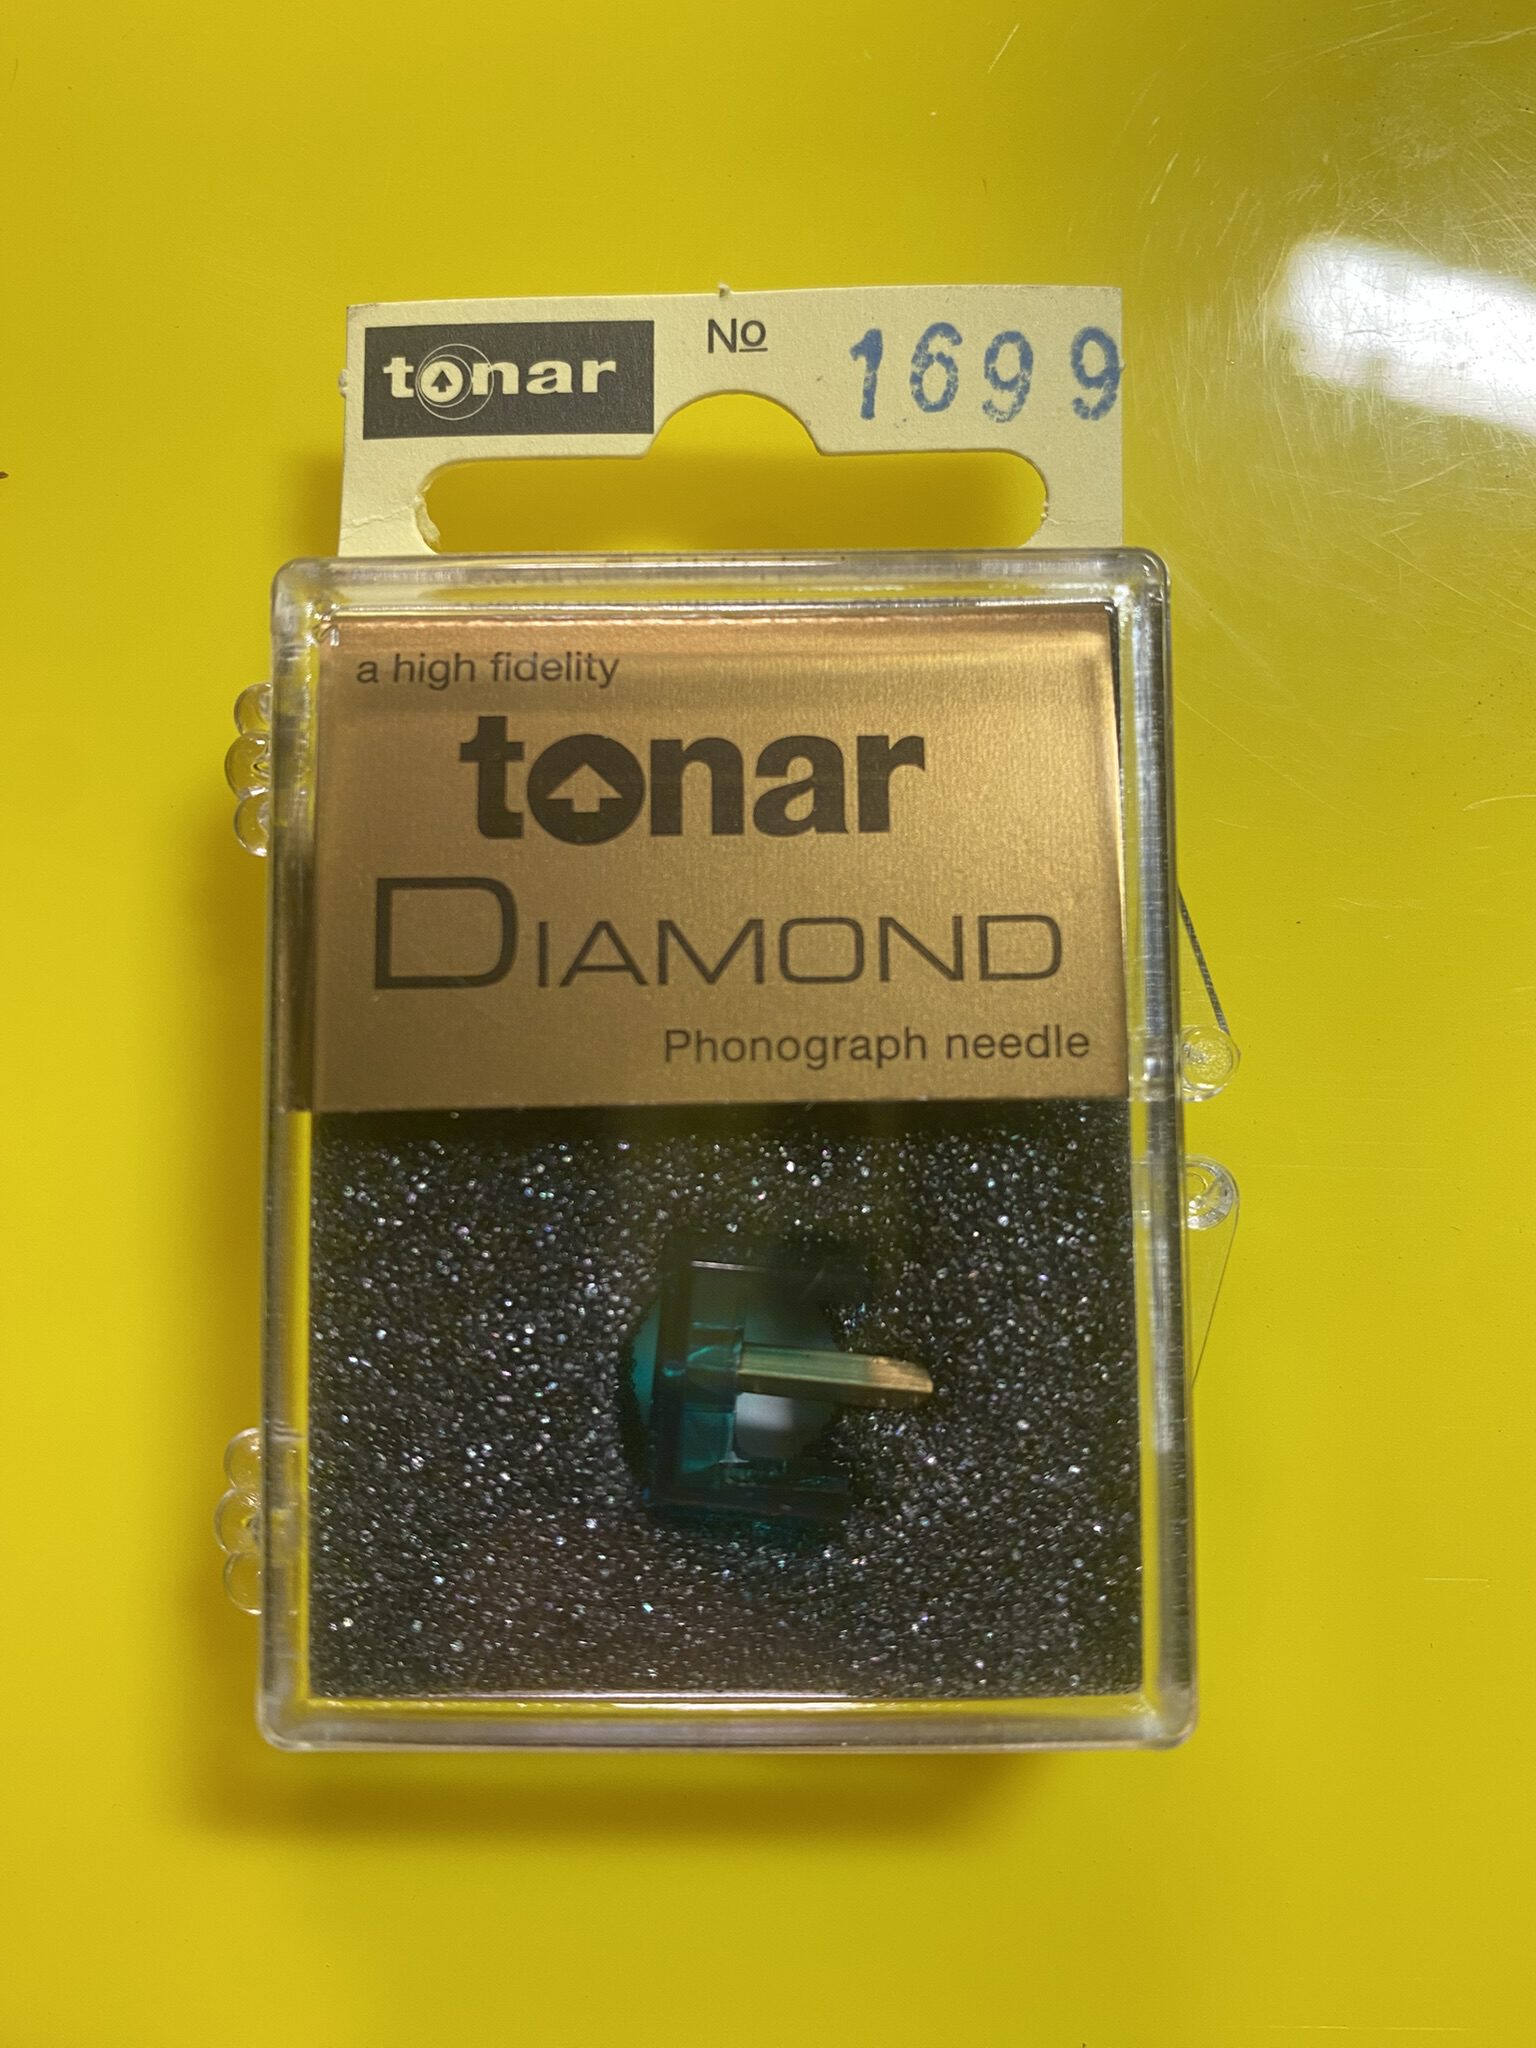 tonar No 1699
a high fidelity
tonar
DIAMOND
Phonograph needle